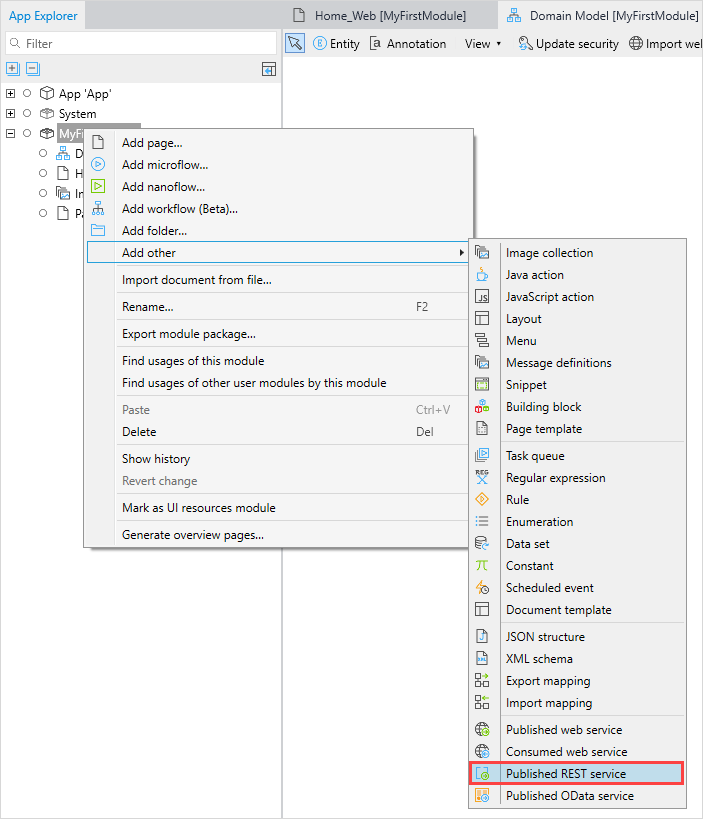 App Explorer
Home_Web [MyFirstModule]
Domain Model [MyFirstModule]
Filter
Entity
Annotation
View
Update security
Import wel
App 'App'
System
MyFi
D
H
Im
Pa
Add page...
Add microflow...
Add nanoflow...
Add workflow (Beta)...
Add folder...
Add other
Import document from file...
Rename... F2
Export module package...
Find usages of this module
Find usages of other user modules by this module
Paste Ctrl+V
Delete Del
Show history
Revert change
Mark as UI resources module
Generate overview pages...
Image collection
Java action
JS JavaScript action
Layout
Menu
Message definitions
Snippet
Building block
Page template
Task queue
REG Regular expression
Rule
Enumeration
Data set
Constant
Scheduled event
Document template
JSON structure
XML schema
Export mapping
Import mapping
Published web service
Consumed web service
Published REST service
Published OData service